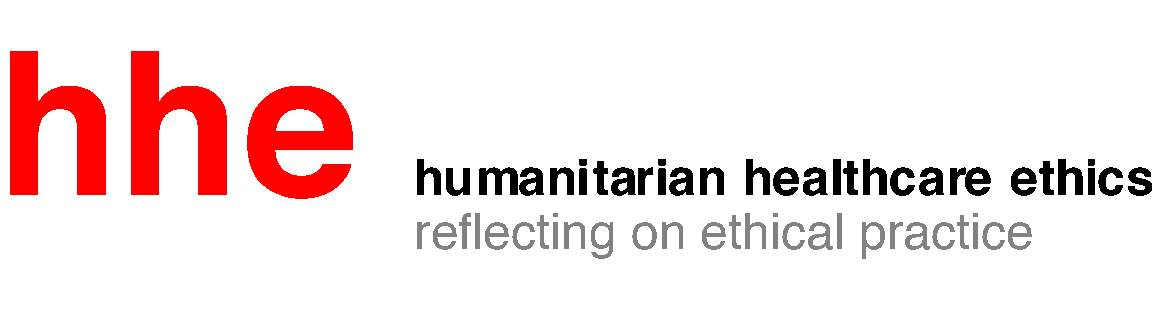 hhe
humanitarian healthcare ethics
reflecting on ethical practice